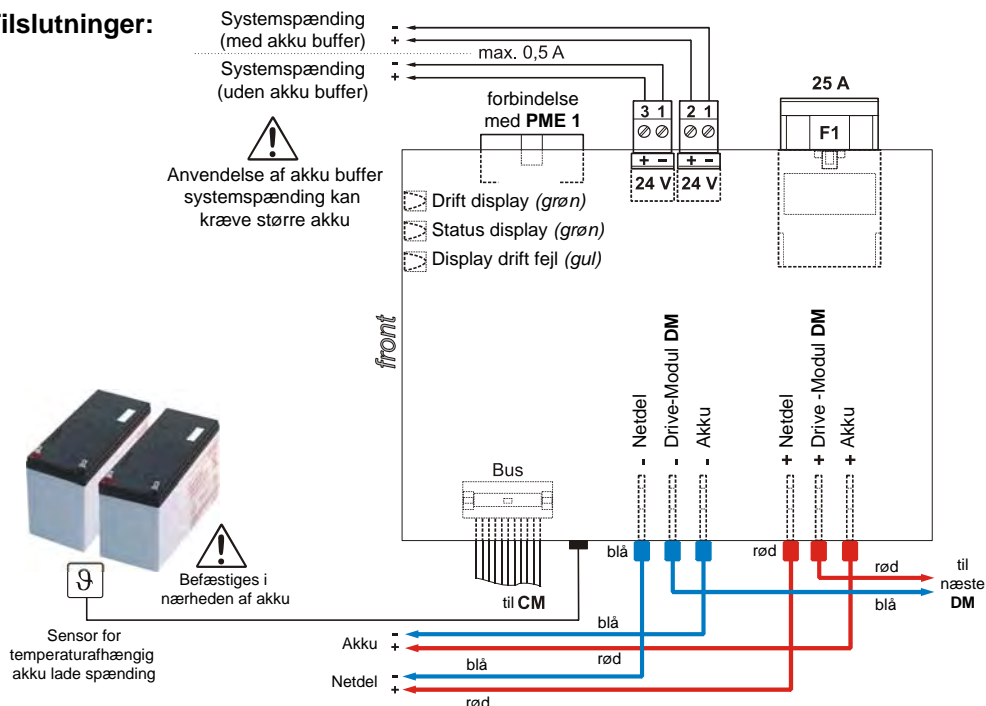 ilslutninger:
Systemspænding
(med akku buffer)
-
+
max. 0,5 A
Systemspænding
(uden akku buffer)
-
+
Anvendelse af akku buffer
systemspænding kan
kræve større akku
forbindelse
med PME 1
3 1
2 1
+ -
+ -
24 V
24 V
25 A
F1
Drift display (grøn)
Status display (grøn)
Display drift fejl (gul)
front
- Netdel
- Drive-Modul DM
- Akku
+ Netdel
+ Drive -Modul DM
+ Akku
Bus
til CM
blå
rød
rød
blå
til
næste
DM
Befæstiges i
nærheden af akku
ϑ
Sensor for
temperaturafhængig
akku lade spænding
Akku
-
+
blå
rød
Netdel
-
+
blå
rød